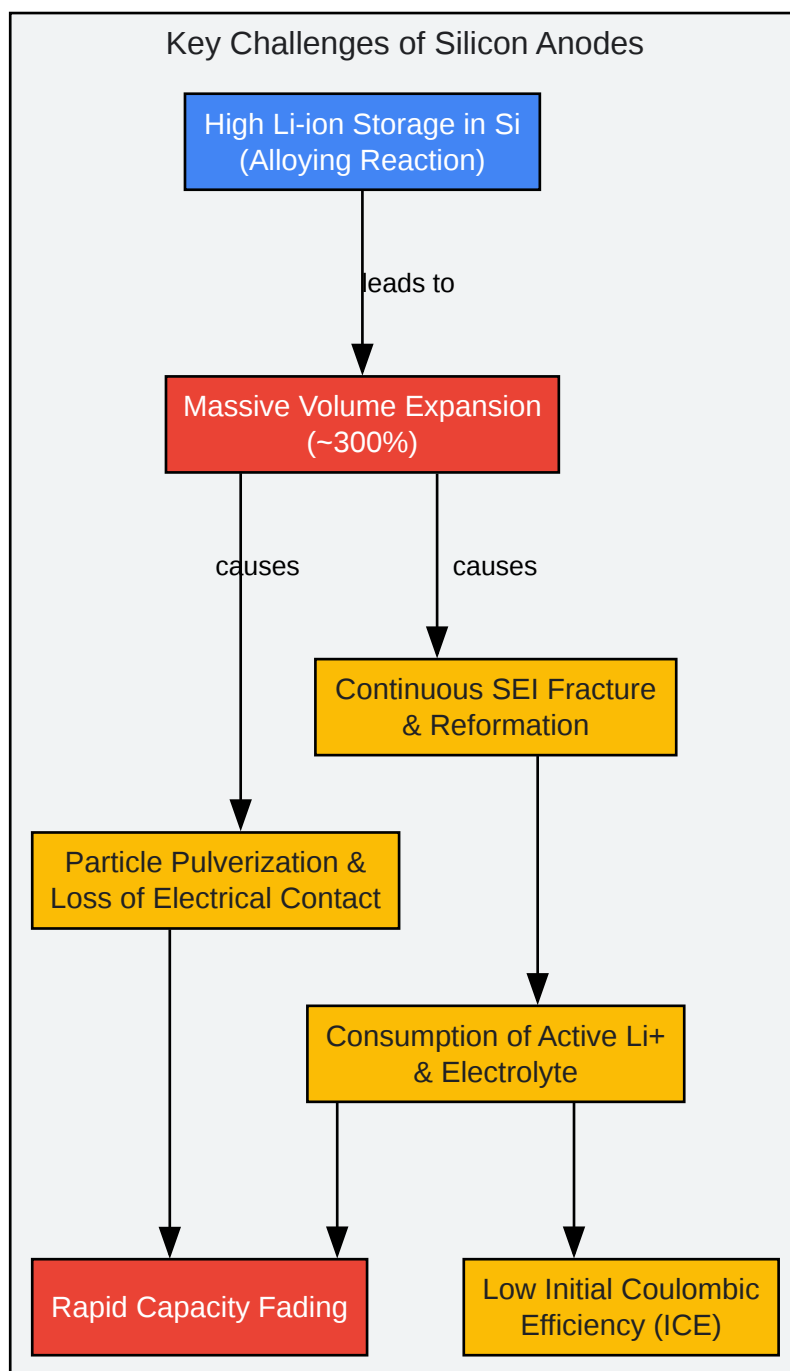 Key Challenges of Silicon Anodes
High Li-ion Storage in Si
(Alloying Reaction)
leads to
Massive Volume Expansion
(~300%)
causes
causes
Continuous SEI Fracture
& Reformation
Particle Pulverization &
Loss of Electrical Contact
Consumption of Active Li+
& Electrolyte
Rapid Capacity Fading
Low Initial Coulombic
Efficiency (ICE)